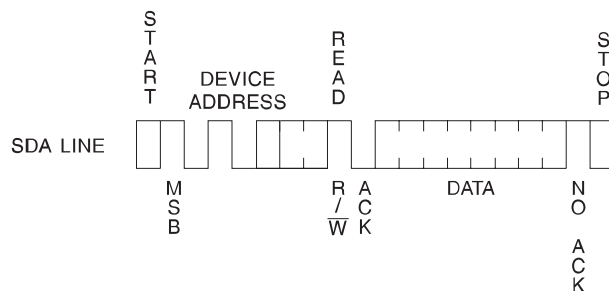 START
READ
STOP
DEVICE
ADDRESS
SDA LINE
MSB
R/W
ACK
DATA
NO ACK